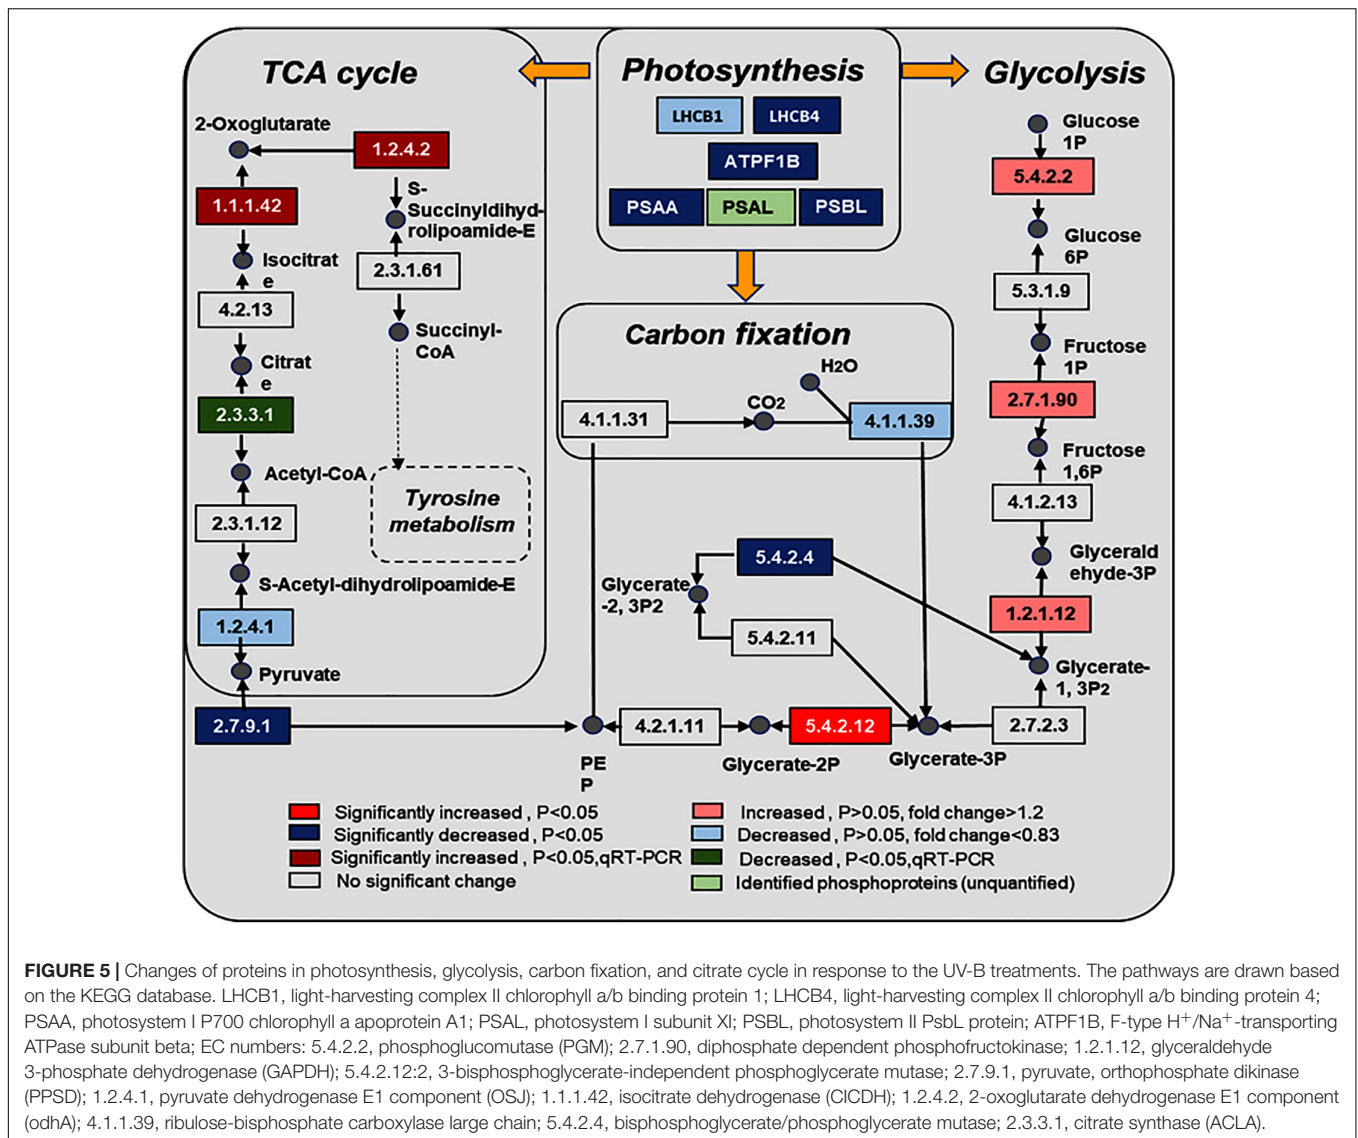 TCA cycle
Photosynthesis
Glycolysis
LHCB1
LHCB4
ATPF1B
PSAA
PSAL
PSBL
2-Oxoglutarate
1.2.4.2
1.1.1.42
S-
Succinyldihyd-
rolipoamide-E
Isocitrat
e
2.3.1.61
4.2.13
Succinyl-
CoA
Citrat
e
2.3.3.1
Acetyl-CoA
2.3.1.12
Tyrosine
metabolism
S-Acetyl-dihydrolipoamide-E
1.2.4.1
Pyruvate
2.7.9.1
Carbon fixation
H2O
CO2
4.1.1.31
4.1.1.39
Glucose
1P
5.4.2.2
Glucose
6P
5.3.1.9
Fructose
1P
2.7.1.90
Fructose
1,6P
4.1.2.13
Glycerald
ehyde-3P
1.2.1.12
Glycerate-
1, 3P2
5.4.2.4
Glycerate
-2, 3P2
5.4.2.11
4.2.1.11
5.4.2.12
2.7.2.3
PE
P
Glycerate-2P
Glycerate-3P
Significantly increased , P<0.05
Increased , P>0.05, fold change>1.2
Significantly decreased , P<0.05
Decreased , P>0.05, fold change<0.83
Significantly increased , P<0.05,qRT-PCR
Decreased , P<0.05,qRT-PCR
No significant change
Identified phosphoproteins (unquantified)
FIGURE 5 | Changes of proteins in photosynthesis, glycolysis, carbon fixation, and citrate cycle in response to the UV-B treatments. The pathways are drawn based
on the KEGG database. LHCB1, light-harvesting complex II chlorophyll a/b binding protein 1; LHCB4, light-harvesting complex II chlorophyll a/b binding protein 4;
PSAA, photosystem I P700 chlorophyll a apoprotein A1; PSAL, photosystem I subunit XI; PSBL, photosystem II PsbL protein; ATPF1B, F-type H+/Na+-transporting
ATPase subunit beta; EC numbers: 5.4.2.2, phosphoglucomutase (PGM); 2.7.1.90, diphosphate dependent phosphofructokinase; 1.2.1.12, glyceraldehyde
3-phosphate dehydrogenase (GAPDH); 5.4.2.12:2, 3-bisphosphoglycerate-independent phosphoglycerate mutase; 2.7.9.1, pyruvate, orthophosphate dikinase
(PPSD); 1.2.4.1, pyruvate dehydrogenase E1 component (OSJ); 1.1.1.42, isocitrate dehydrogenase (CICDH); 1.2.4.2, 2-oxoglutarate dehydrogenase E1 component
(odhA); 4.1.1.39, ribulose-bisphosphate carboxylase large chain; 5.4.2.4, bisphosphoglycerate/phosphoglycerate mutase; 2.3.3.1, citrate synthase (ACLA).